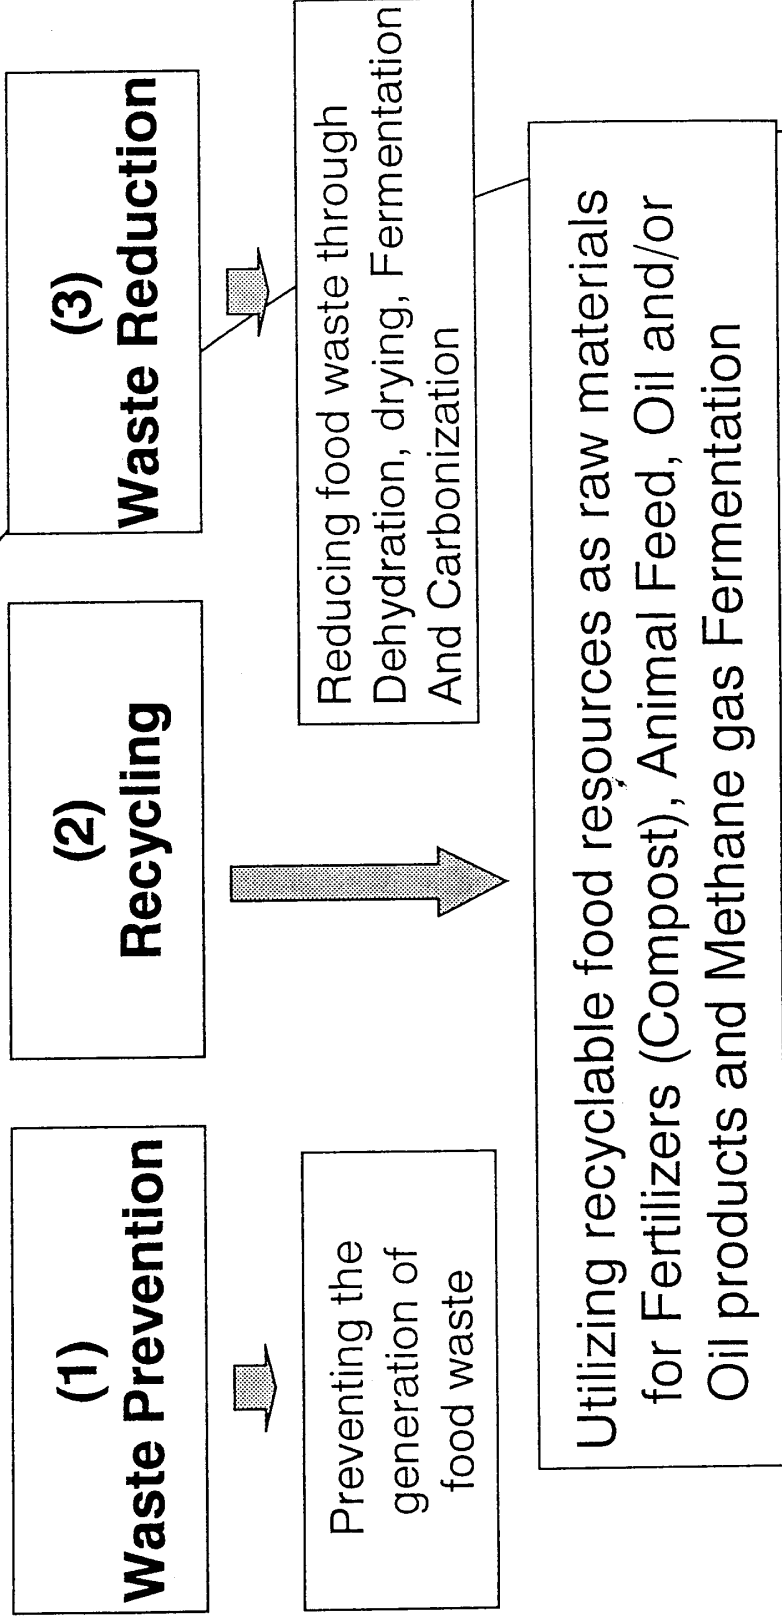 (1)
Waste Prevention
Preventing the
generation of
food waste
(2)
Recycling
Utilizing recyclable food resources as raw materials
for Fertilizers (Compost), Animal Feed, Oil and/or
Oil products and Methane gas Fermentation
(3)
Waste Reduction
Reducing food waste through
Dehydration, drying, Fermentation
And Carbonization